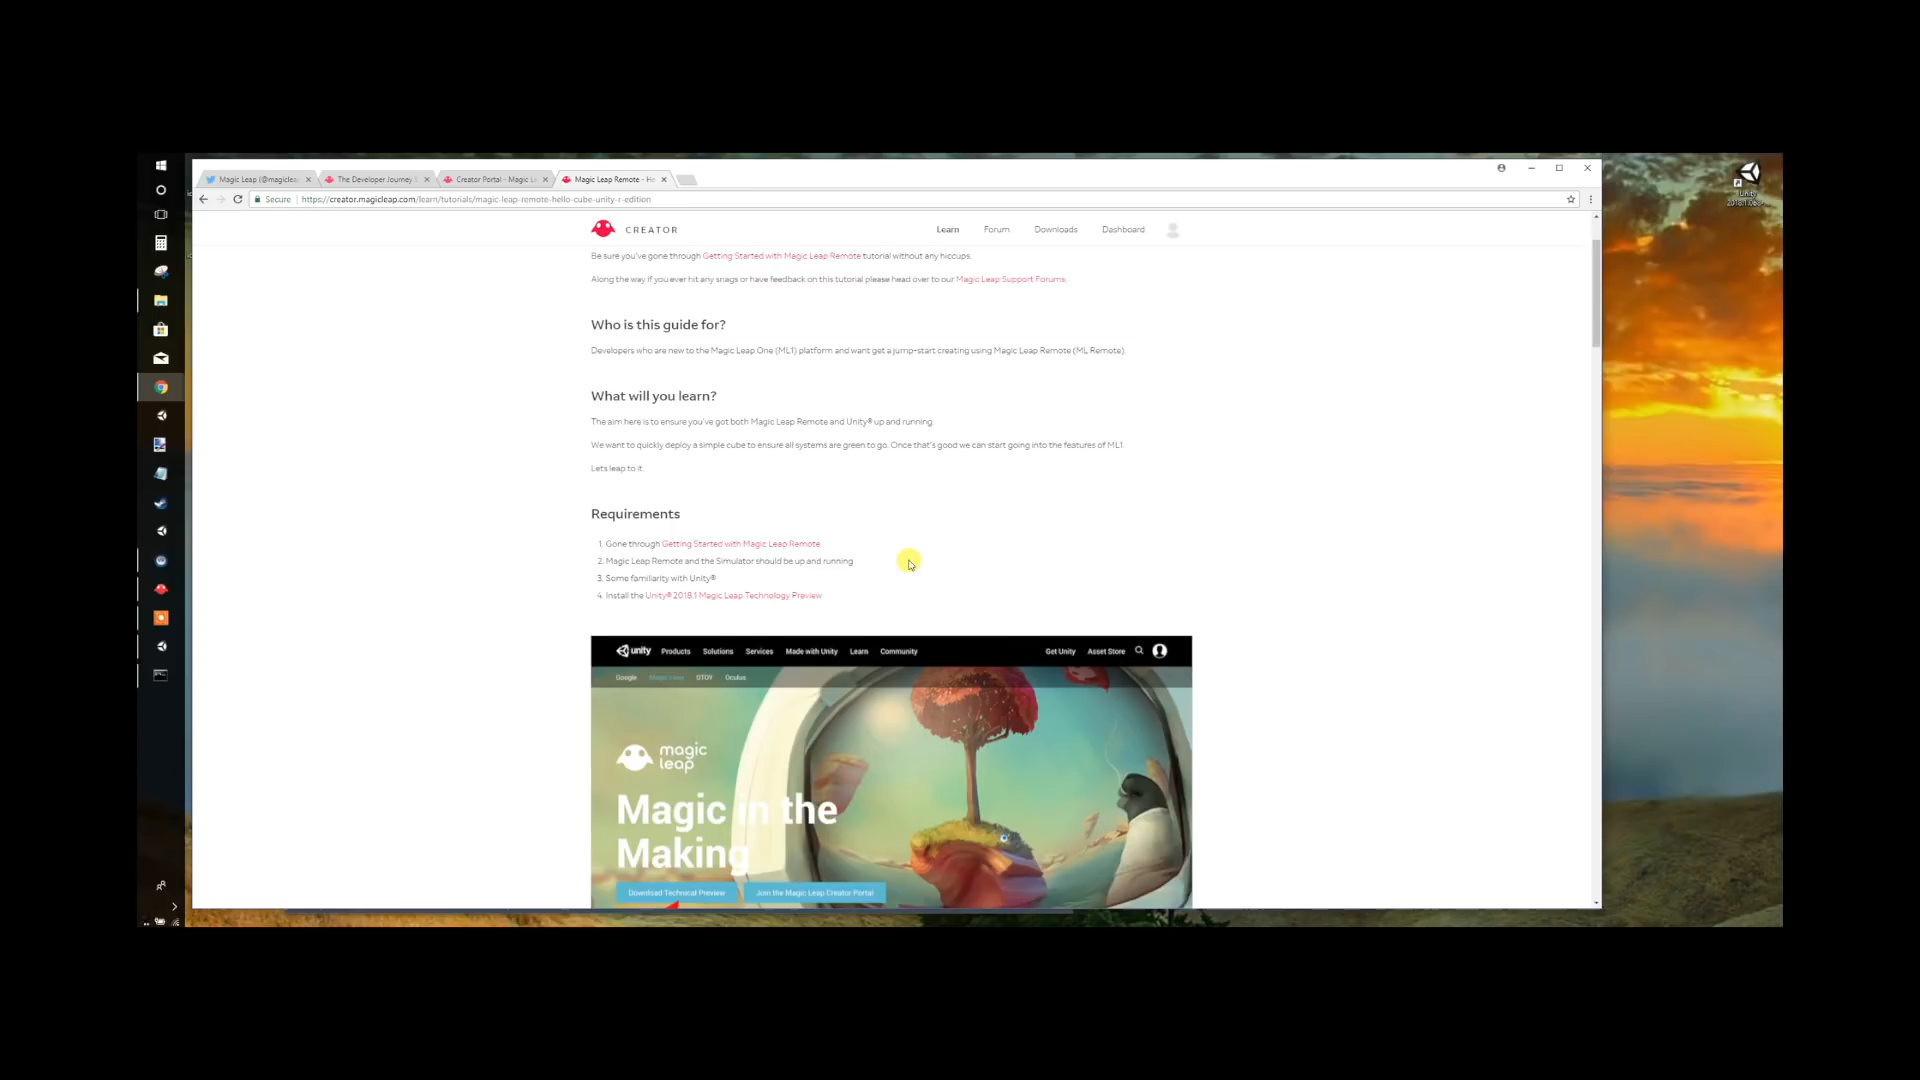 Magic Leap (@magicleap
The Developer Journey
Creator Portal - Magic Le
Magic Leap Remote - He
Secure
https://creator.magicleap.com/learn/tutorials/magic-leap-remote-hello-cube-unity-r-edition
Unity
CREATOR
Learn
Forum
Downloads
Dashboard
Be sure you've gone through Getting Started with Magic Leap Remote tutorial without any hiccups.
Along the way if you ever hit any snags or have feedback on this tutorial please head over to our Magic Leap Support Forums.
Who is this guide for?
Developers who are new to the Magic Leap One (ML1) platform and want get a jump-start creating using Magic Leap Remote (ML Remote).
What will you learn?
The aim here is to ensure you've got both Magic Leap Remote and Unity® up and running.
We want to quickly deploy a simple cube to ensure all systems are green to go. Once that's good we can start going into the features of ML1.
Lets leap to it.
Requirements
1. Gone through Getting Started with Magic Leap Remote
2. Magic Leap Remote and the Simulator should be up and running
3. Some familiarity with Unity®
4. Install the Unity® 2018.1 Magic Leap Technology Preview
unity Products Solutions Services Made with Unity Learn Community Get Unity Asset Store
Google Magic Leap OTOY Oculus
magic
leap
Magic in the
Making
Download Technical Preview
Join the Magic Leap Creator Portal